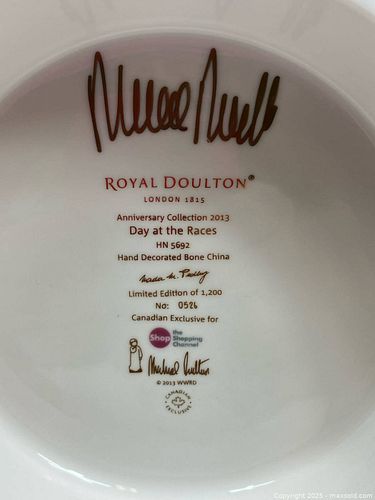 ROYAL DOULTON®
LONDON 1815
Anniversary Collection 2013
Day at the Races
HN 5692
Hand Decorated Bone China
Limited Edition of 1,200
No: 0526
Canadian Exclusive for
Shop the Shopping Channel
Michael Doulton
© 2013 WWRD
CANADIAN EXCLUSIVE
Copyright 2025 - maxsold.com